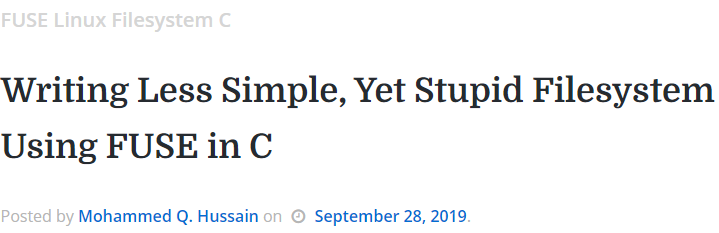 FUSE Linux Filesystem C
Writing Less Simple, Yet Stupid Filesystem
Using FUSE in C
Posted by Mohammed Q. Hussain on September 28, 2019.